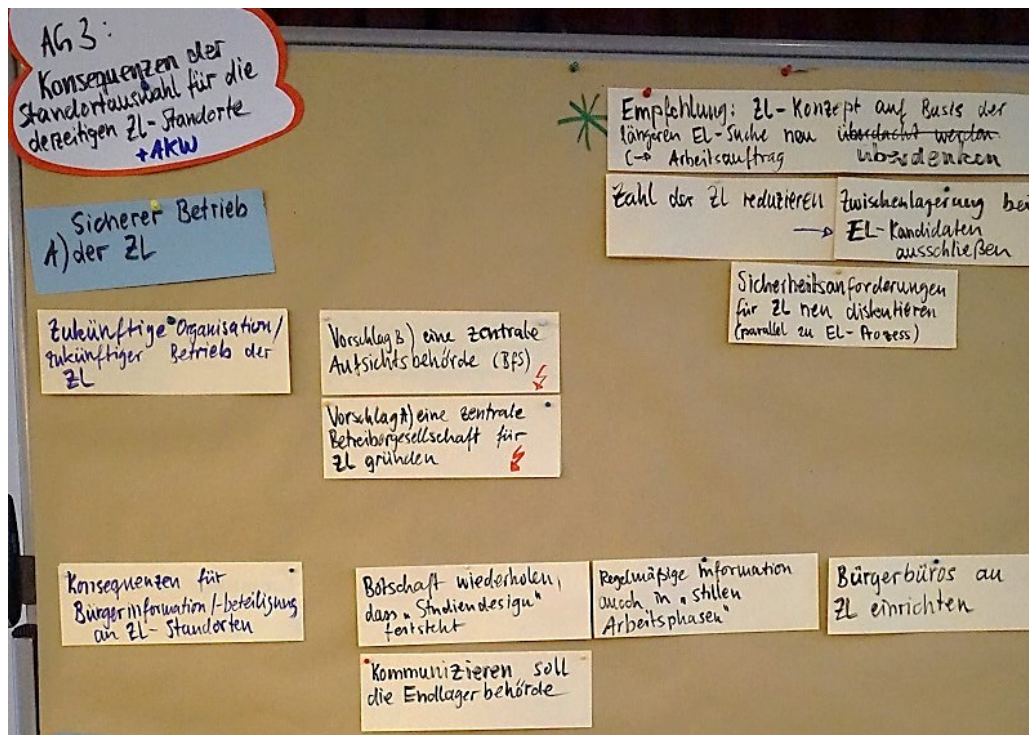 AG 3:
Konsequenzen der
Standortauswahl für die
derzeitigen ZL-Standorte
+AKW
Empfehlung: ZL-Konzept auf Basis der
längeren EL-Suche neu überdacht werden
(→ Arbeitsauftrag überdenken
Sicherer Betrieb
A) der ZL
Zahl der ZL reduzieren
→
Zwischenlagerung bei
EL-Kandidaten
ausschließen
Sicherheitsanforderungen
für ZL neu diskutieren
(parallel zu EL-Prozess)
Zukünftige Organisation/
zukünftiger Betrieb der
ZL
Vorschlag B) eine zentrale
Aufsichtsbehörde (BfS)
Vorschlag A) eine zentrale
Betreibergesellschaft für
ZL gründen
Konsequenzen für
Bürgerinformation/-beteiligung
an ZL-Standorten
Botschaft wiederholen,
dass „Studiendesign"
feststeht
Regelmäßige Information
auch in „stillen
Arbeitsphasen"
Bürgerbüros an
ZL einrichten
Kommunizieren soll
die Endlagerbehörde